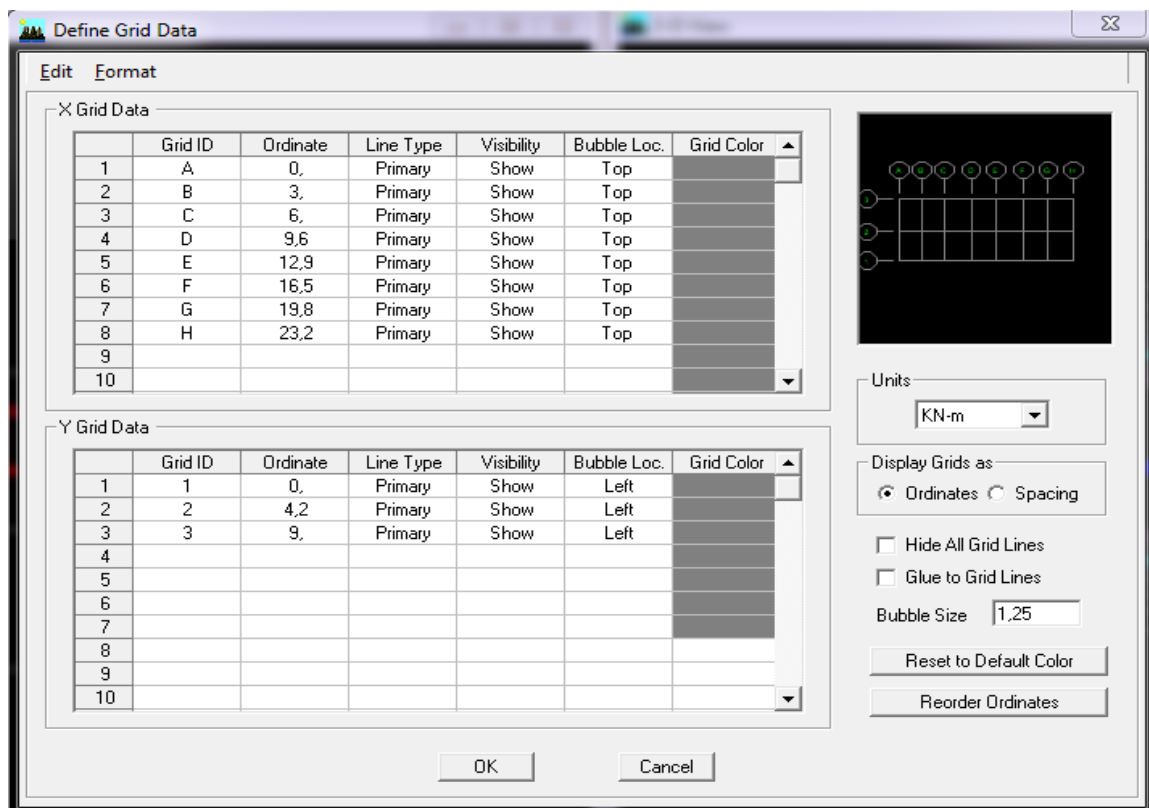 Define Grid Data
Edit Format
X Grid Data
Grid ID Ordinate Line Type Visibility Bubble Loc. Grid Color
1 A 0, Primary Show Top
2 B 3, Primary Show Top
3 C 6, Primary Show Top
4 D 9,6 Primary Show Top
5 E 12,9 Primary Show Top
6 F 16,5 Primary Show Top
7 G 19,8 Primary Show Top
8 H 23,2 Primary Show Top
9
10
Y Grid Data
Grid ID Ordinate Line Type Visibility Bubble Loc. Grid Color
1 1 0, Primary Show Left
2 2 4,2 Primary Show Left
3 3 9, Primary Show Left
4
5
6
7
8
9
10
A B C D E F G H
3
2
1
Units
KN-m
Display Grids as
Ordinates Spacing
Hide All Grid Lines
Glue to Grid Lines
Bubble Size 1,25
Reset to Default Color
Reorder Ordinates
OK Cancel